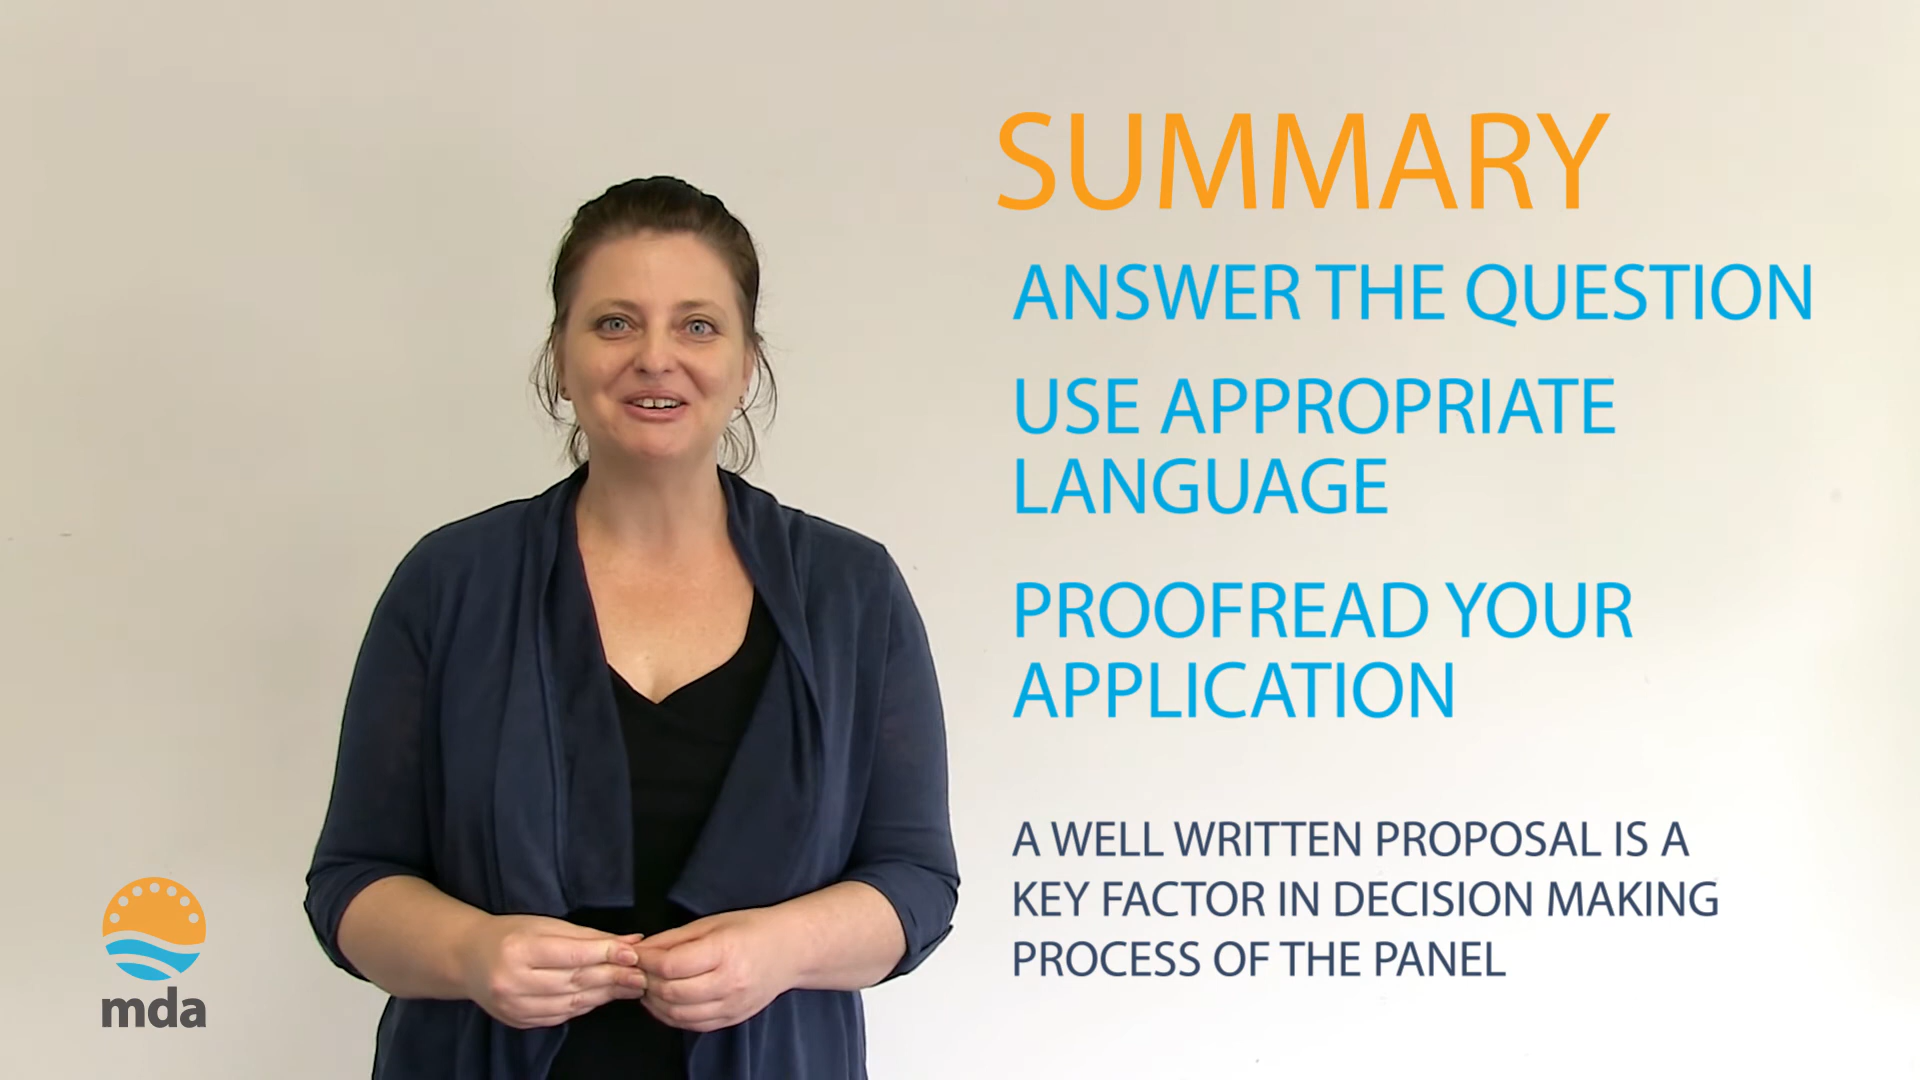 SUMMARY
ANSWER THE QUESTION
USE APPROPRIATE
LANGUAGE
PROOFREAD YOUR
APPLICATION
A WELL WRITTEN PROPOSAL IS A
KEY FACTOR IN DECISION MAKING
PROCESS OF THE PANEL
mda